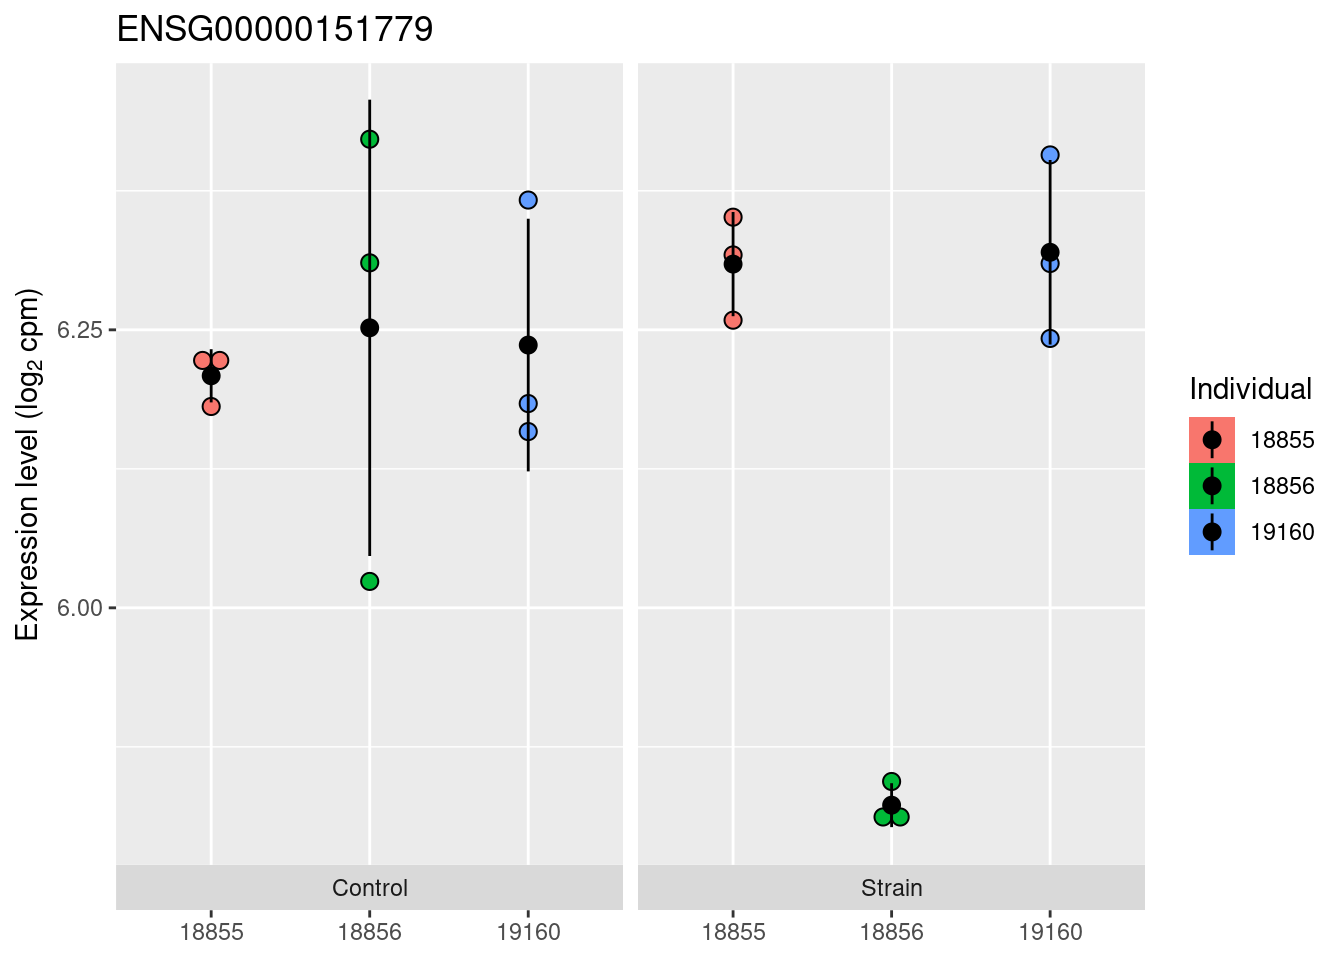 ENSG00000151779
Expression level (log₂ cpm)
6.25
6.00
Control
Strain
18855
18856
19160
18855
18856
19160
Individual
18855
18856
19160